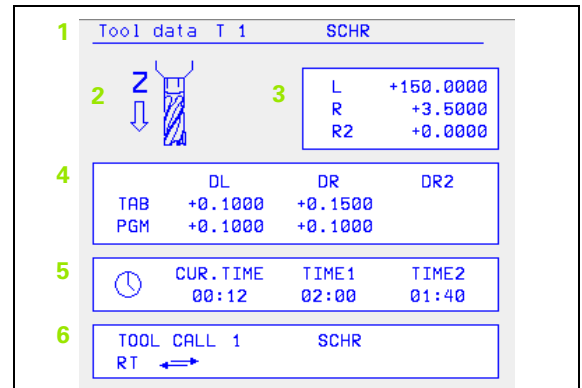 1 Tool data T 1 SCHR
2 Z
3 L +150.0000
R +3.5000
R2 +0.0000
4 DL DR DR2
TAB +0.1000 +0.1500
PGM +0.1000 +0.1000
5 CUR.TIME TIME1 TIME2
00:12 02:00 01:40
6 TOOL CALL 1 SCHR
RT